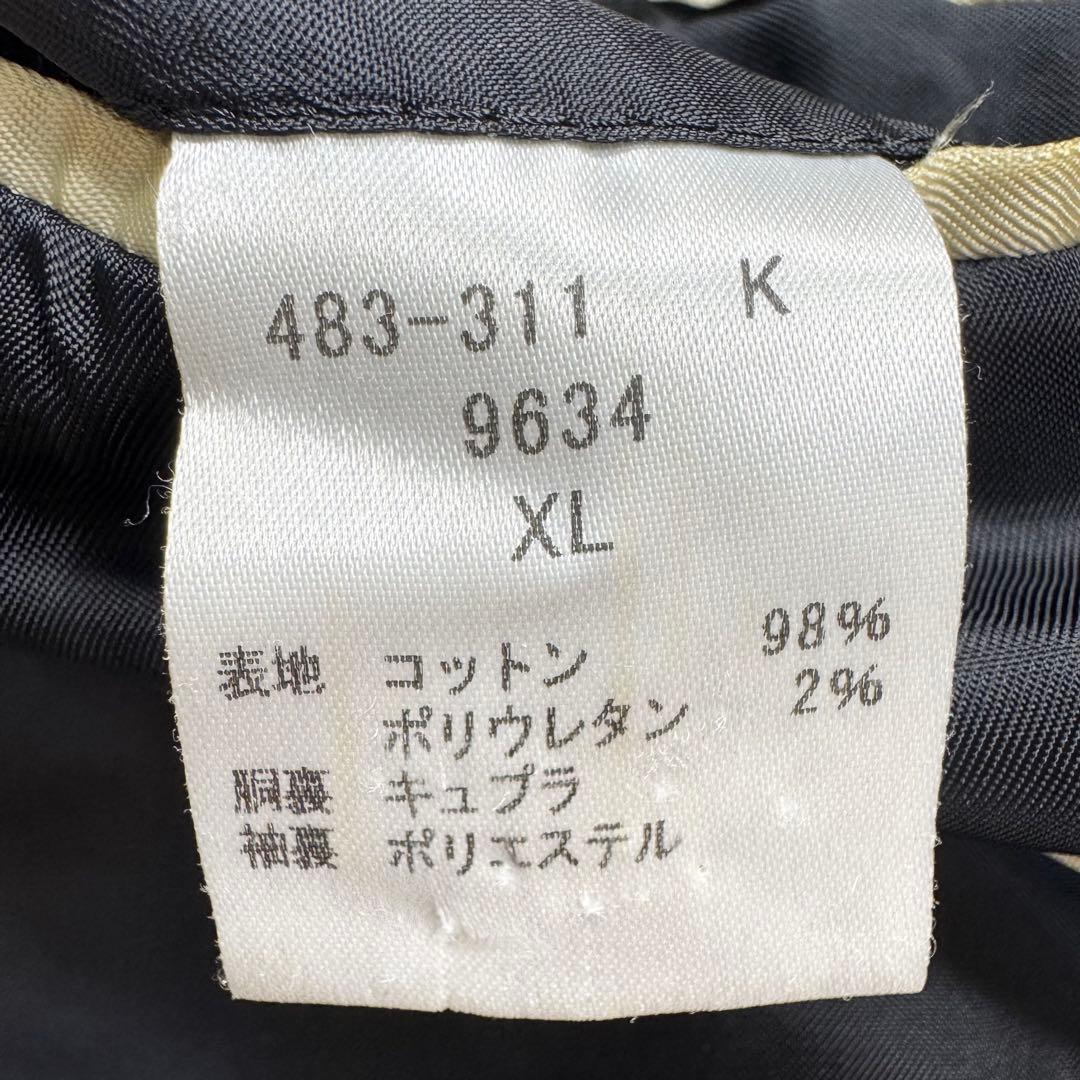 483-311 K
9634
XL
表地 コットン 98%
ポリウレタン 2%
胴裏 キュプラ
袖裏 ポリエステル